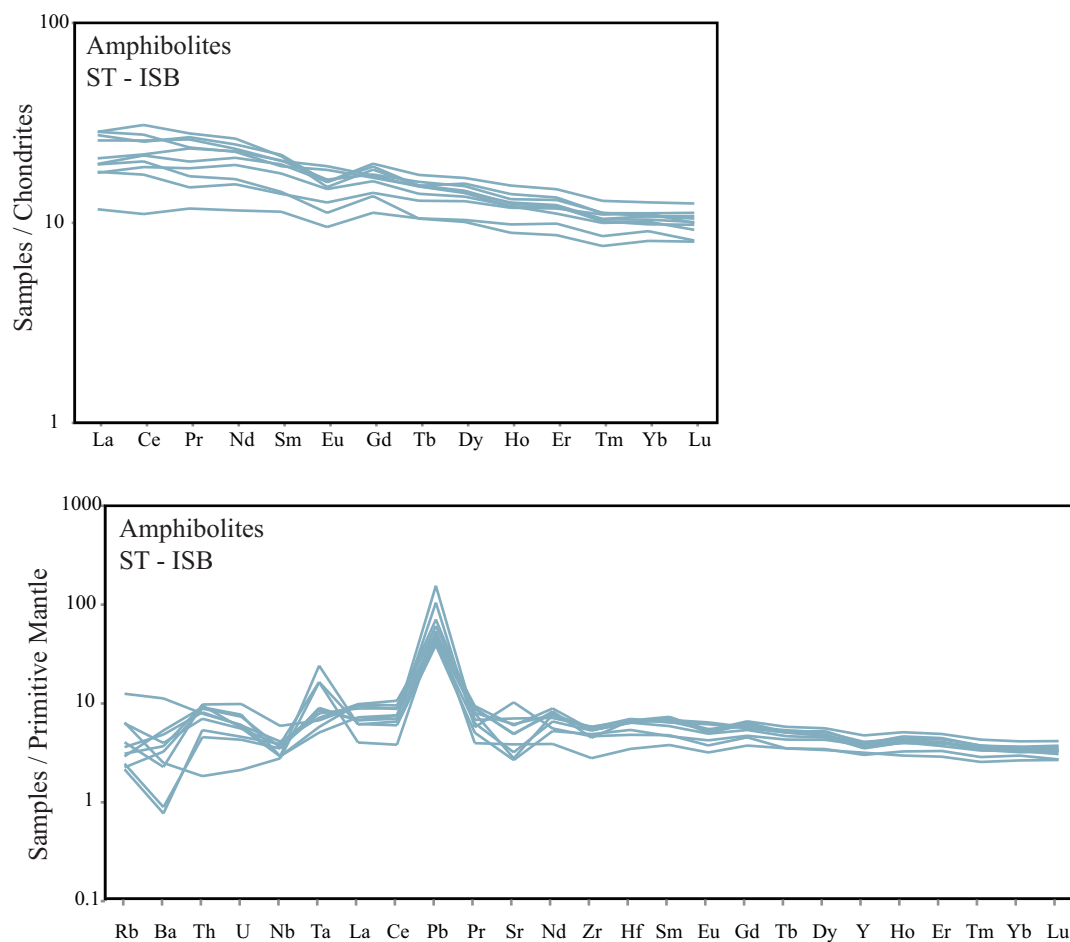 100
Amphibolites
ST - ISB
Samples / Chondrites
10
1
La Ce Pr Nd Sm Eu Gd Tb Dy Ho Er Tm Yb Lu
1000
Amphibolites
ST - ISB
Samples / Primitive Mantle
100
10
1
0.1
Rb Ba Th U Nb Ta La Ce Pb Pr Sr Nd Zr Hf Sm Eu Gd Tb Dy Y Ho Er Tm Yb Lu